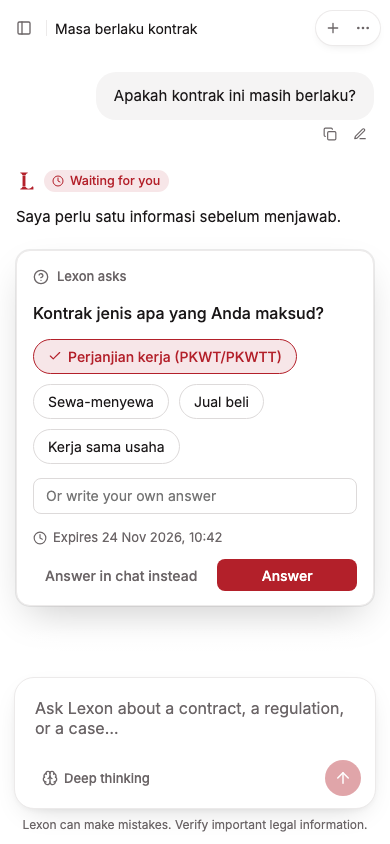 Masa berlaku kontrak
Apakah kontrak ini masih berlaku?
L
Waiting for you
Saya perlu satu informasi sebelum menjawab.
Lexon asks
Kontrak jenis apa yang Anda maksud?
Perjanjian kerja (PKWT/PKWTT)
Sewa-menyewa
Jual beli
Kerja sama usaha
Or write your own answer
Expires 24 Nov 2026, 10:42
Answer in chat instead
Answer
Ask Lexon about a contract, a regulation,
or a case...
Deep thinking
Lexon can make mistakes. Verify important legal information.